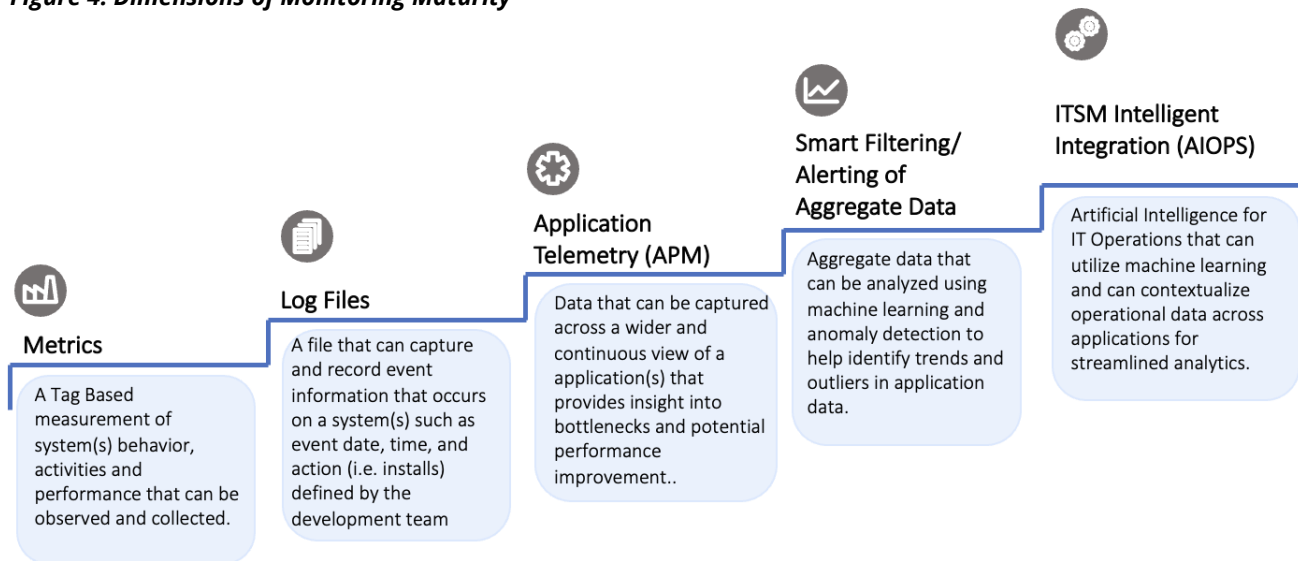 Figure 4. Dimensions of Monitoring Maturity
Metrics
A Tag Based
measurement of
system(s) behavior,
activities and
performance that can be
observed and collected.
Log Files
A file that can capture
and record event
information that occurs
on a system(s) such as
event date, time, and
action (i.e. installs)
defined by the
development team
Application
Telemetry (APM)
Data that can be captured
across a wider and
continuous view of a
application(s) that
provides insight into
bottlenecks and potential
performance
improvement..
Smart Filtering/
Alerting of
Aggregate Data
Aggregate data that
can be analyzed using
machine learning and
anomaly detection to
help identify trends and
outliers in application
data.
ITSM Intelligent
Integration (AIOPS)
Artificial Intelligence for
IT Operations that can
utilize machine learning
and can contextualize
operational data across
applications for
streamlined analytics.